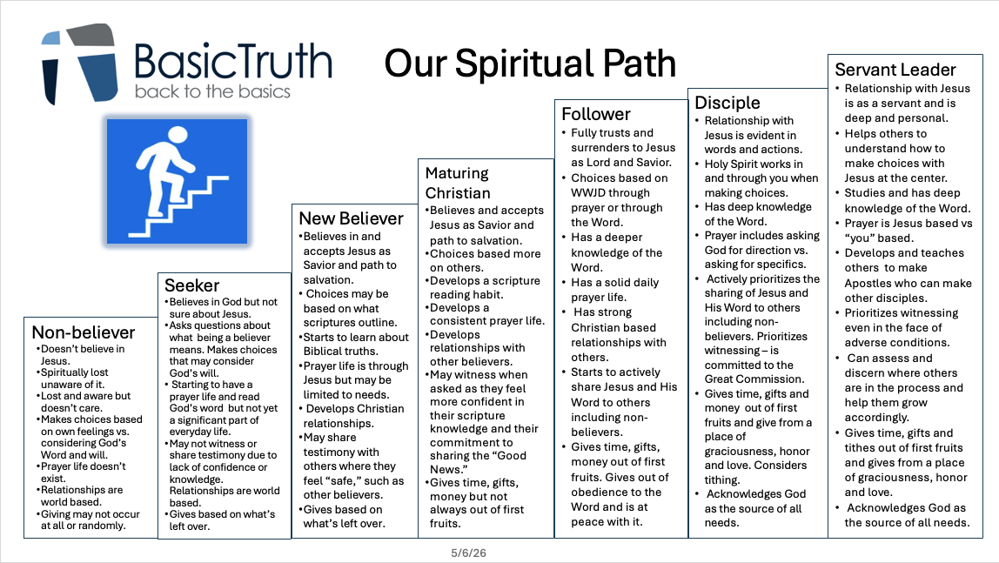 BasicTruth
back to the basics
Our Spiritual Path
Non-believer
•Doesn't believe in
Jesus.
•Spiritually lost
unaware of it.
•Lost and aware but
doesn't care.
•Makes choices based
on own feelings vs.
considering God's
Word and will.
•Prayer life doesn't
exist.
•Relationships are
world based.
•Giving may not occur
at all or randomly.
Seeker
•Believes in God but not
sure about Jesus.
•Asks questions about
what being a believer
means. Makes choices
that may consider
God's will.
• Starting to have a
prayer life and read
God's word but not yet
a significant part of
everyday life.
•May not witness or
share testimony due to
lack of confidence or
knowledge.
Relationships are world
based.
•Gives based on what's
left over.
New Believer
•Believes in and
accepts Jesus as
Savior and path to
salvation.
• Choices may be
based on what
scriptures outline.
•Starts to learn about
Biblical truths.
•Prayer life is through
Jesus but may be
limited to needs.
• Develops Christian
relationships.
•May share
testimony with
others where they
feel “safe,” such as
other believers.
•Gives based on
what's left over.
Maturing
Christian
•Believes and accepts
Jesus as Savior and
path to salvation.
•Choices based more
on others.
•Develops a scripture
reading habit.
•Develops a
consistent prayer life.
•Develops
relationships with
other believers.
•May witness when
asked as they feel
more confident in
their scripture
knowledge and their
commitment to
sharing the “Good
News.”
•Gives time, gifts,
money but not
always out of first
fruits.
Follower
• Fully trusts and
surrenders to Jesus
as Lord and Savior.
• Choices based on
WWJD through
prayer or through
the Word.
• Has a deeper
knowledge of the
Word.
• Has a solid daily
prayer life.
• Has strong
Christian based
relationships with
others.
• Starts to actively
share Jesus and His
Word to others
including non-
believers.
• Gives time, gifts,
money out of first
fruits. Gives out of
obedience to the
Word and is at
peace with it.
Disciple
• Relationship with
Jesus is evident in
words and actions.
• Holy Spirit works in
and through you when
making choices.
• Has deep knowledge
of the Word.
• Prayer includes asking
God for direction vs.
asking for specifics.
• Actively prioritizes the
sharing of Jesus and
His Word to others
including non-
believers. Prioritizes
witnessing – is
committed to the
Great Commission.
• Gives time, gifts and
money out of first
fruits and give from a
place of
graciousness, honor
and love. Considers
tithing.
• Acknowledges God
as the source of all
needs.
Servant Leader
• Relationship with Jesus
is as a servant and is
deep and personal.
• Helps others to
understand how to
make choices with
Jesus at the center.
• Studies and has deep
knowledge of the Word.
• Prayer is Jesus based vs
“you” based.
• Develops and teaches
others to make
Apostles who can make
other disciples.
• Prioritizes witnessing
even in the face of
adverse conditions.
• Can assess and
discern where others
are in the process and
help them grow
accordingly.
• Gives time, gifts and
tithes out of first fruits
and gives from a place
of graciousness, honor
and love.
• Acknowledges God as
the source of all needs.
5/6/26